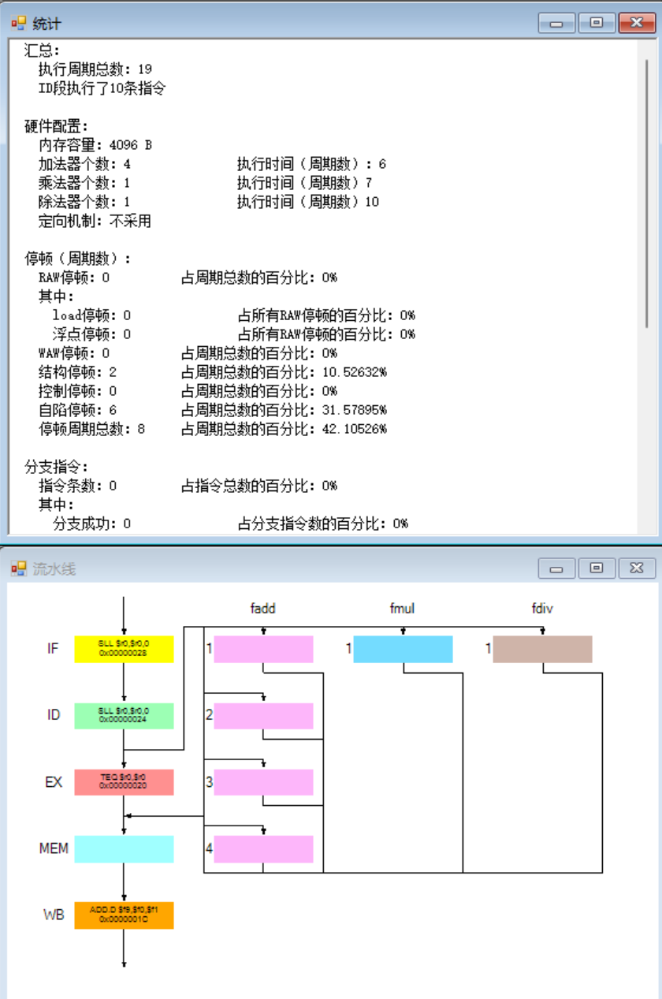 统计
汇总:
执行周期总数: 19
ID段执行了10条指令
硬件配置:
内存容量: 4096 B
加法器个数: 4 执行时间（周期数）: 6
乘法器个数: 1 执行时间（周期数）7
除法器个数: 1 执行时间（周期数）10
定向机制: 不采用
停顿（周期数）:
RAW停顿: 0 占周期总数的百分比: 0%
其中:
load停顿: 0 占所有RAW停顿的百分比: 0%
浮点停顿: 0 占所有RAW停顿的百分比: 0%
WAW停顿: 0 占周期总数的百分比: 0%
结构停顿: 2 占周期总数的百分比: 10.52632%
控制停顿: 0 占周期总数的百分比: 0%
自陷停顿: 6 占周期总数的百分比: 31.57895%
停顿周期总数: 8 占周期总数的百分比: 42.10526%
分支指令:
指令条数: 0 占指令总数的百分比: 0%
其中:
分支成功: 0 占分支指令数的百分比: 0%
流水线
fadd fmul fdiv
IF
SLL $r0,$r0,0
0x00000028
1 1 1
ID
SLL $r0,$r0,0
0x00000024
2
EX
TEQ $r0,$r0
0x00000020
3
MEM
4
WB
ADD.D $f9,$f0,$f1
0x0000001C